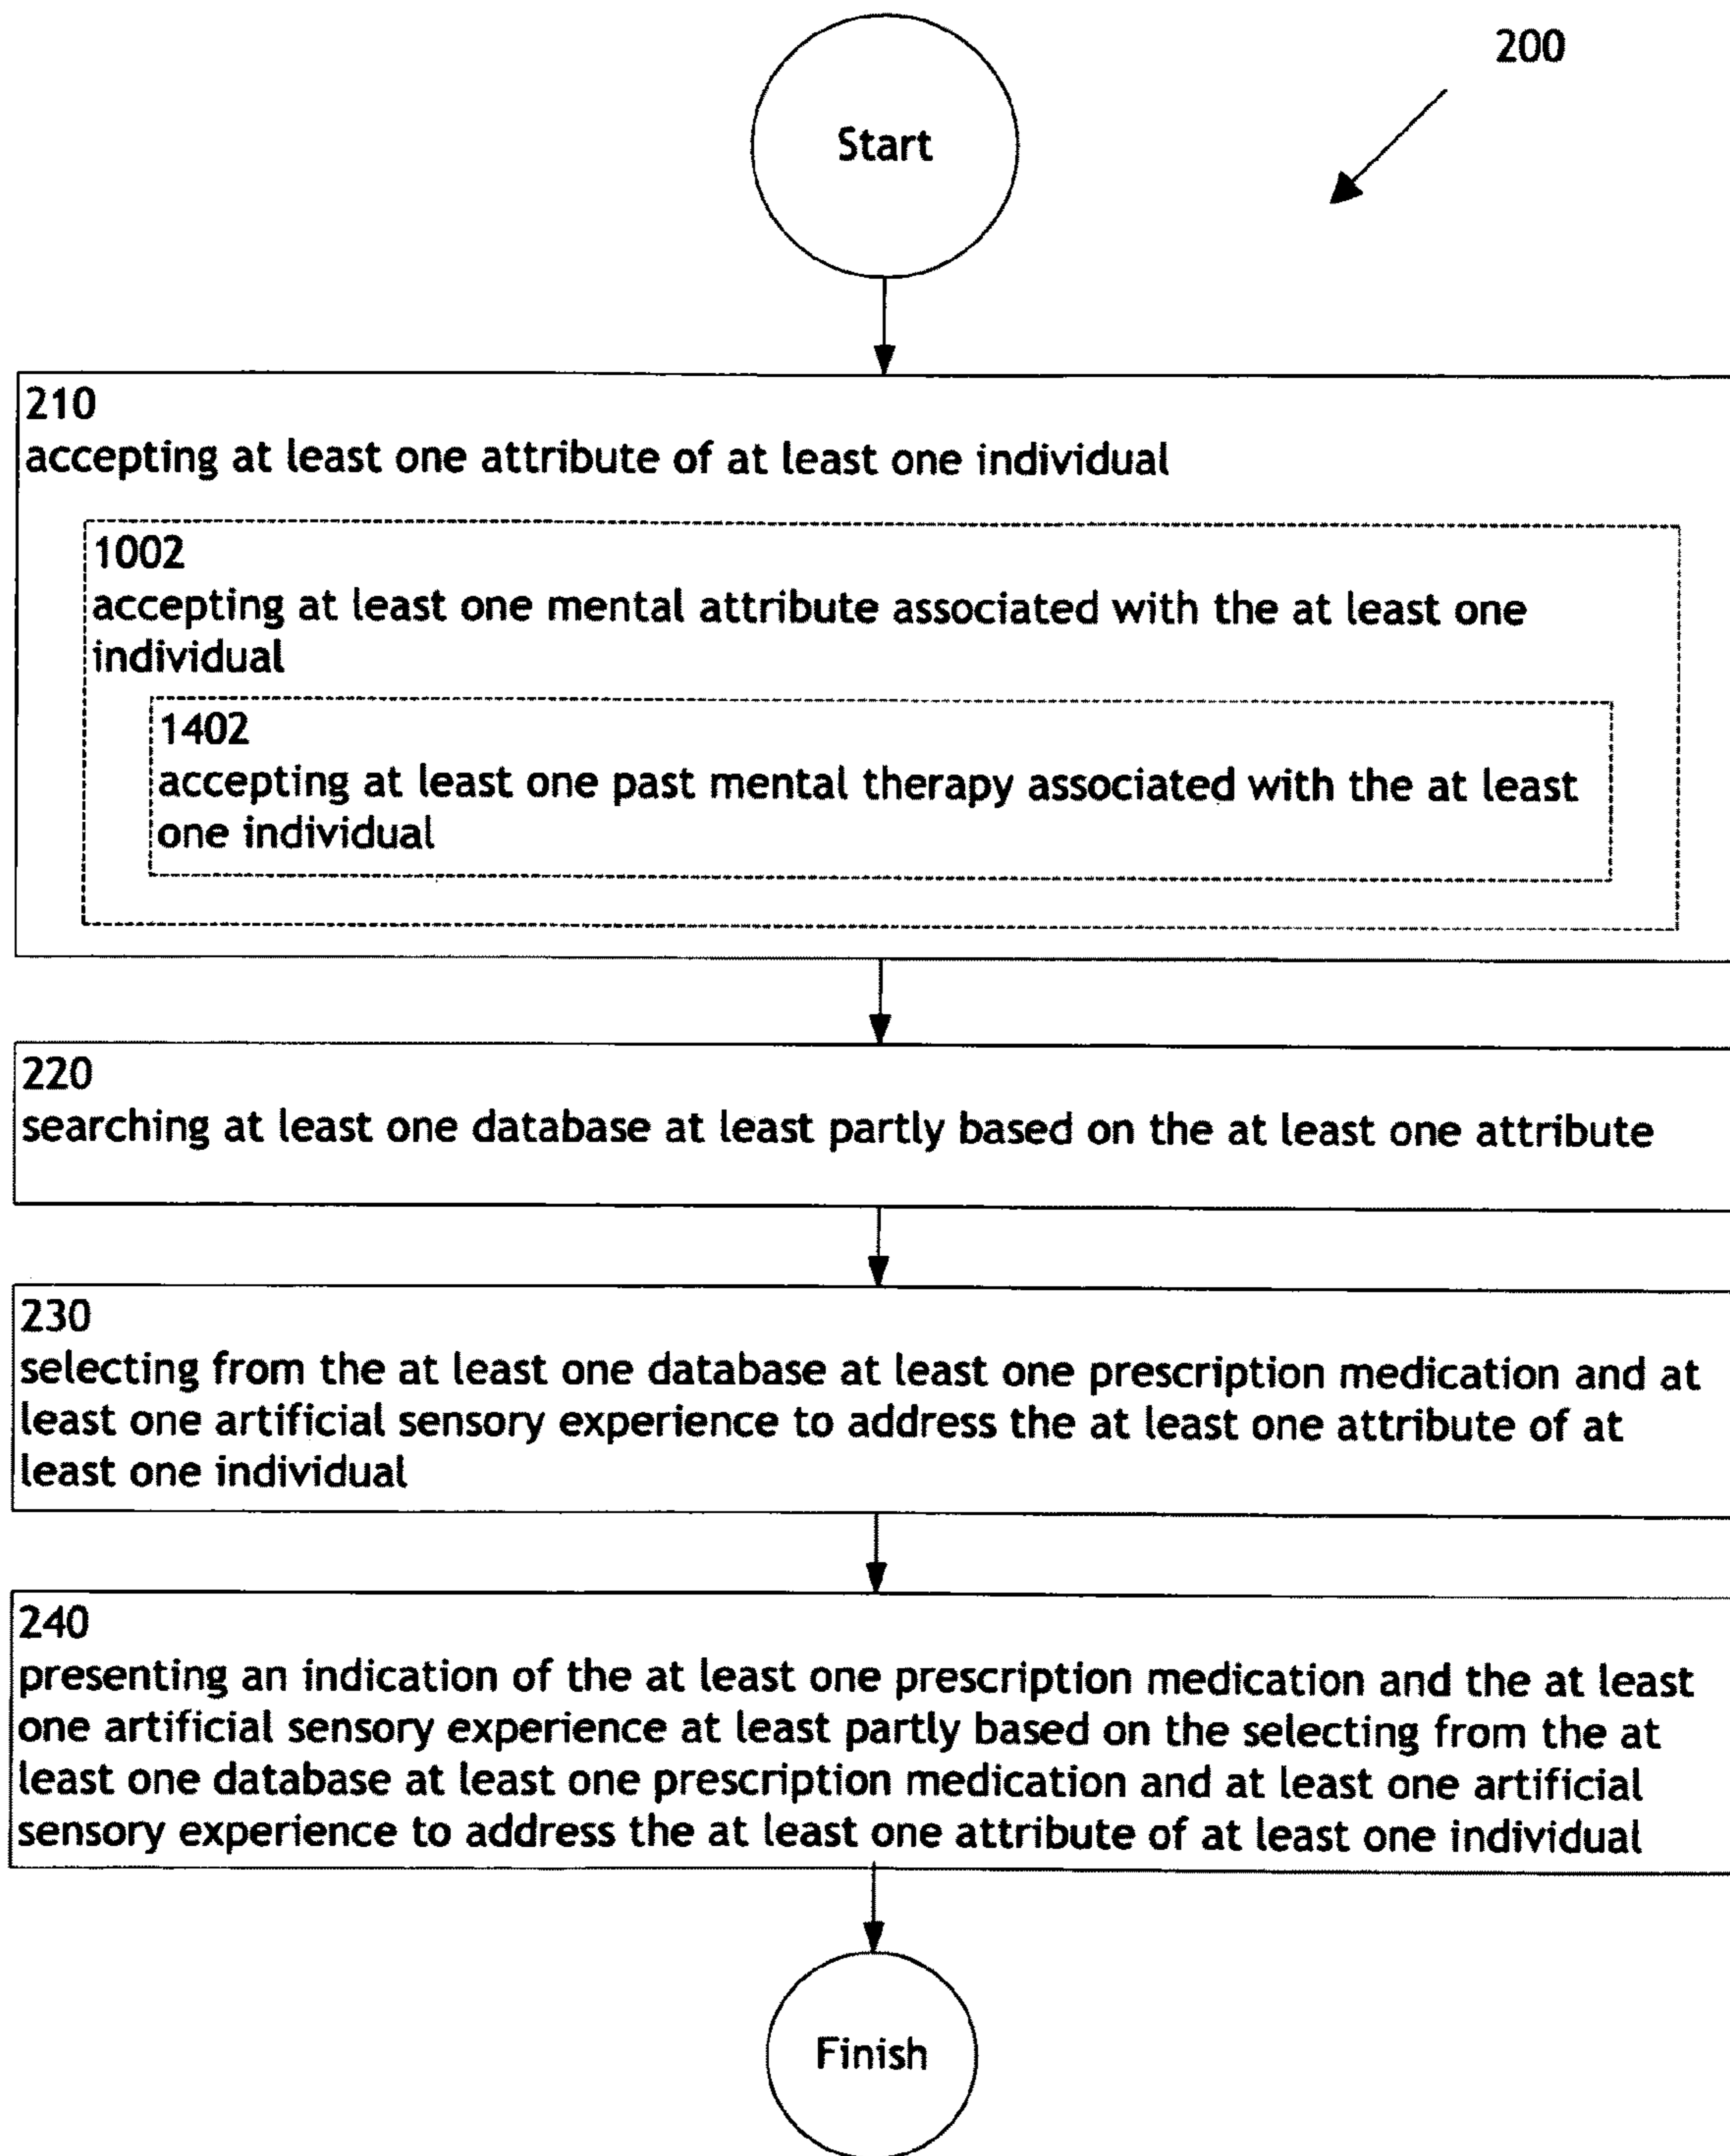 200
Start
210
accepting at least one attribute of at least one individual
1002
accepting at least one mental attribute associated with the at least one
individual
1402
accepting at least one past mental therapy associated with the at least
one individual
220
searching at least one database at least partly based on the at least one attribute
230
selecting from the at least one database at least one prescription medication and at
least one artificial sensory experience to address the at least one attribute of at
least one individual
240
presenting an indication of the at least one prescription medication and the at least
one artificial sensory experience at least partly based on the selecting from the at
least one database at least one prescription medication and at least one artificial
sensory experience to address the at least one attribute of at least one individual
Finish